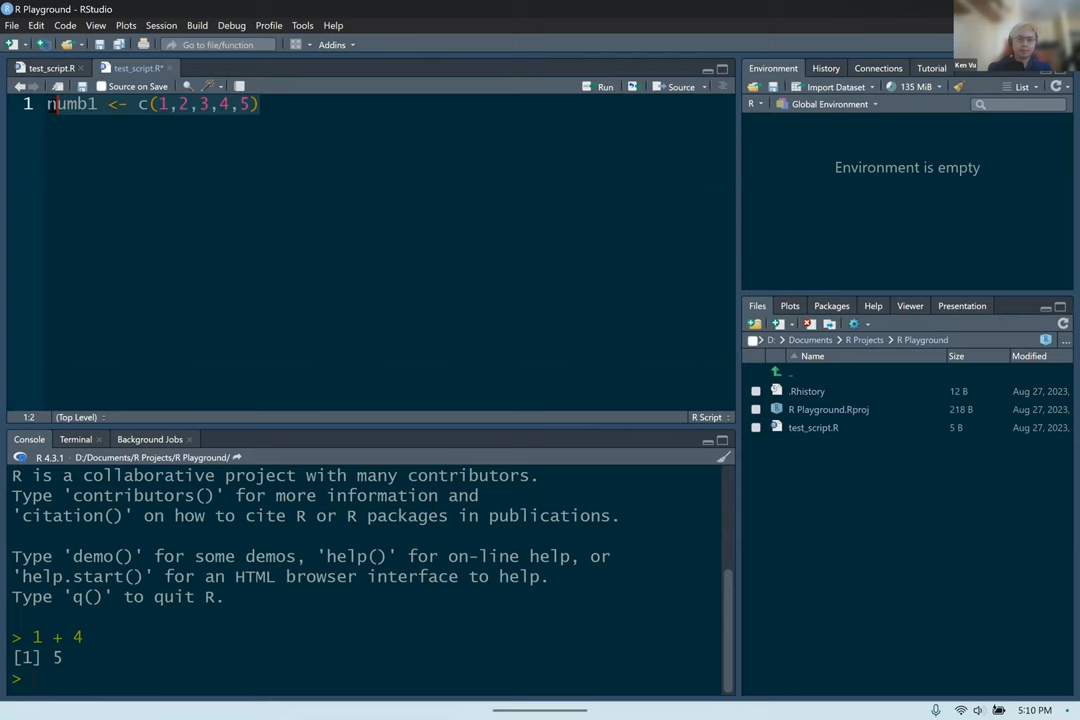 R Playground - RStudio
File Edit Code View Plots Session Build Debug Profile Tools Help
Go to file/function Addins
Ken Vu
test_script.R test_script.R*
Source on Save Run Source
1 numb1 <- c(1,2,3,4,5)
1:2 (Top Level) R Script
Environment History Connections Tutorial
Import Dataset 135 MiB List
R Global Environment
Environment is empty
Files Plots Packages Help Viewer Presentation
D: Documents R Projects R Playground ...
Name Size Modified
..
.Rhistory 12 B Aug 27, 2023,
R Playground.Rproj 218 B Aug 27, 2023,
test_script.R 5 B Aug 27, 2023,
Console Terminal Background Jobs
R 4.3.1 · D:/Documents/R Projects/R Playground/
R is a collaborative project with many contributors.
Type 'contributors()' for more information and
'citation()' on how to cite R or R packages in publications.
Type 'demo()' for some demos, 'help()' for on-line help, or
'help.start()' for an HTML browser interface to help.
Type 'q()' to quit R.
> 1 + 4
[1] 5
>
5:10 PM